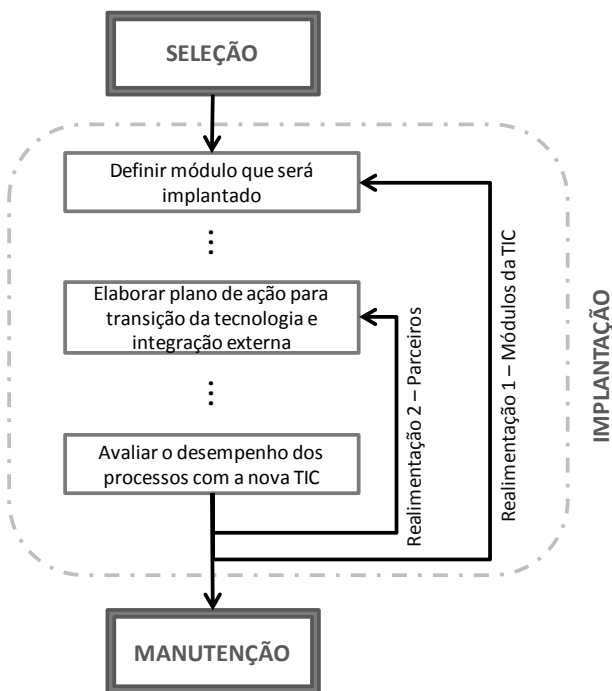 SELEÇÃO
Definir módulo que será
implantado
...
Elaborar plano de ação para
transição da tecnologia e
integração externa
...
Avaliar o desempenho dos
processos com a nova TIC
Realimentação 2 – Parceiros
Realimentação 1 – Módulos da TIC
IMPLANTAÇÃO
MANUTENÇÃO